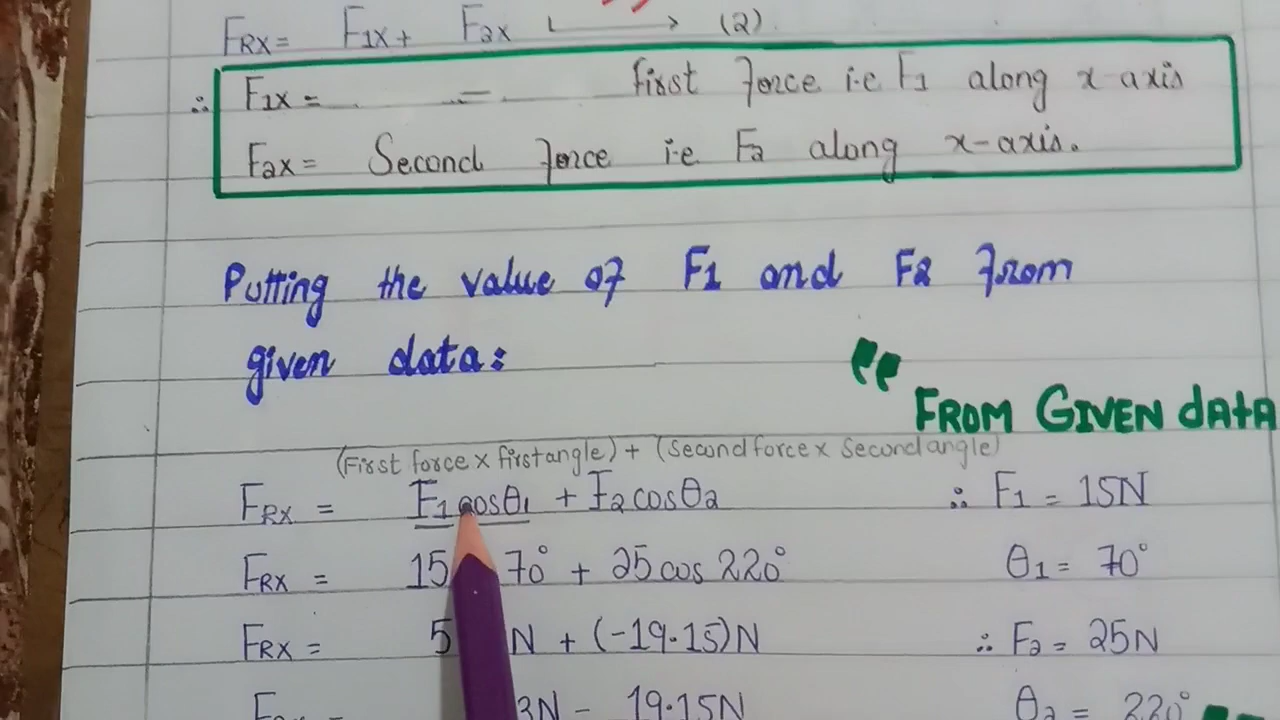 FRX = F1X + F2X → (2)
∴ F1X = first force i.e F1 along x axis
F2X = Second force i.e F2 along x-axis.
Putting the value of F1 and F2 from
given data:
FROM GIVEN dATA
(First force x first angle) + (Second force x Second angle)
FRX = F1 cosθ1 + F2 cosθ2 ∴ F1 = 15N
FRX = 15 70° + 25 cos 220° θ1 = 70°
FRX = 5 N + (-19.15)N ∴ F2 = 25N
3N - 19.15N θ2 = 220°